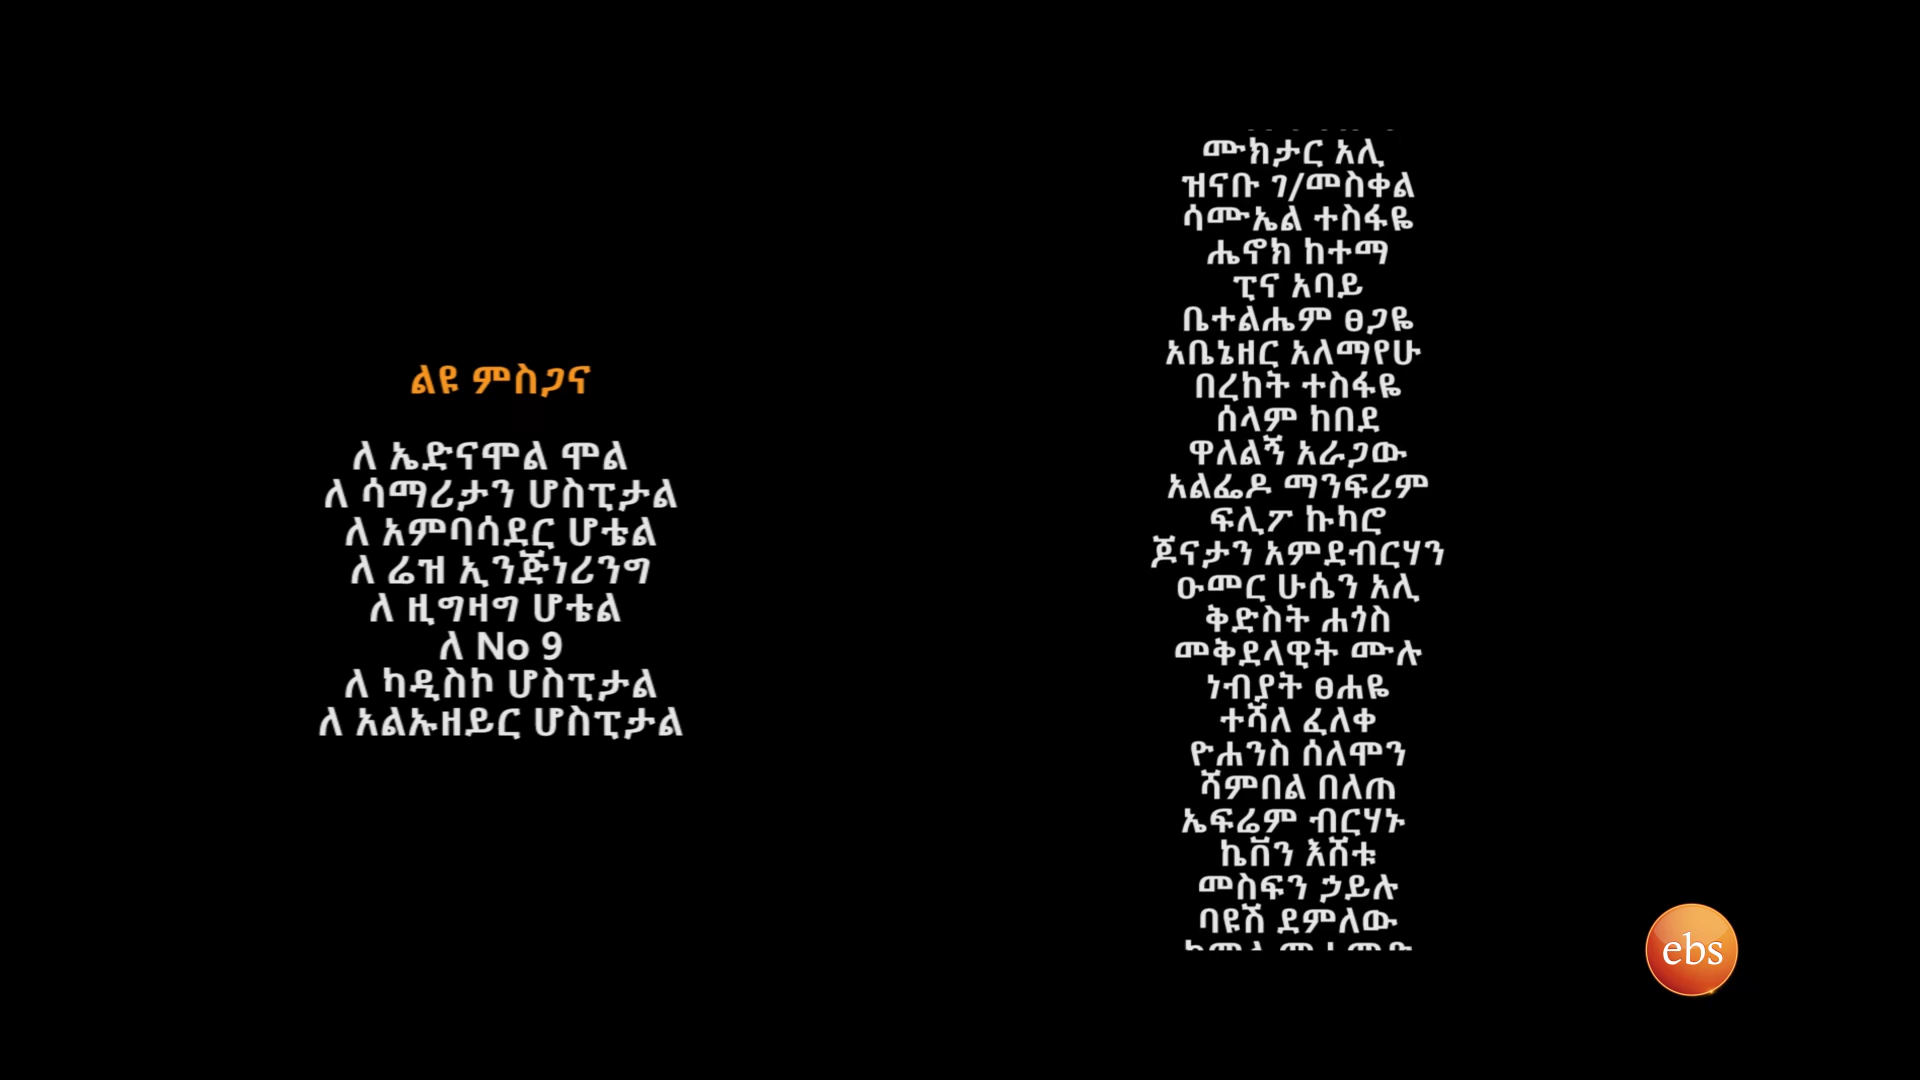 ልዩ ምስጋና
ለ ኤድናሞል ሞል
ለ ሳማሪታን ሆስፒታል
ለ አምባሳደር ሆቴል
ለ ሬዝ ኢንጅነሪንግ
ለ ዚግዛግ ሆቴል
ለ No 9
ለ ካዲስኮ ሆስፒታል
ለ አልኡዘይር ሆስፒታል
ሙክታር አሊ
ዝናቡ ገ/መስቀል
ሳሙኤል ተስፋዬ
ሔኖክ ከተማ
ፒና አባይ
ቤተልሔም ፀጋዬ
አቤኔዘር አለማየሁ
በረከት ተስፋዬ
ሰላም ከበደ
ዋለልኝ አራጋው
አልፌዶ ማንፍሪም
ፍሊፖ ኩካሮ
ጆናታን አምደብርሃን
ዑመር ሁሴን አሊ
ቅድስት ሐጎስ
መቅደላዊት ሙሉ
ነብያት ፀሐዬ
ተሻለ ፈለቀ
ዮሐንስ ሰለሞን
ሻምበል በለጠ
ኤፍሬም ብርሃኑ
ኬቨን እሸቱ
መስፍን ኃይሉ
ባዩሽ ደምለው
ebs